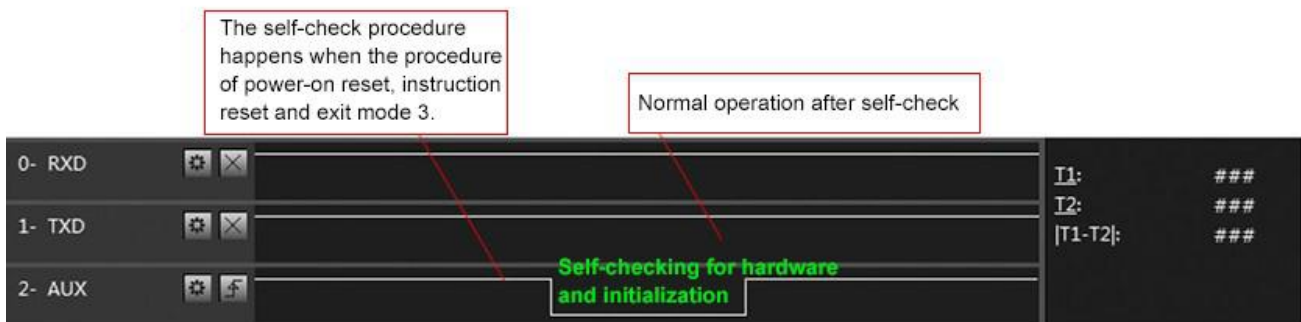 The self-check procedure
happens when the procedure
of power-on reset, instruction
reset and exit mode 3.
Normal operation after self-check
0- RXD
T1: ###
T2: ###
1- TXD
|T1-T2|: ###
Self-checking for hardware
and initialization
2- AUX